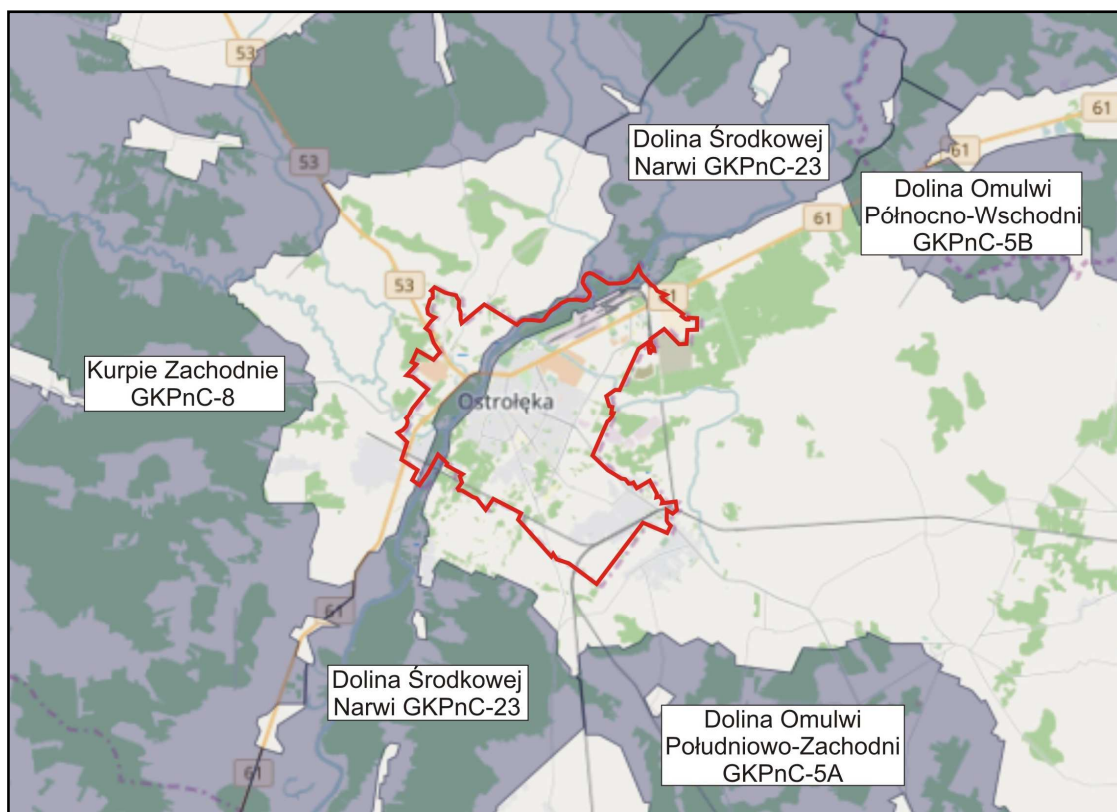 53
61
Dolina Środkowej
Narwi GKPnC-23
61
53
Dolina Omulwi
Północno-Wschodni
GKPnC-5B
61
53
61
Kurpie Zachodnie
GKPnC-8
Ostrołęka
61
Dolina Środkowej
Narwi GKPnC-23
Dolina Omulwi
Południowo-Zachodni
GKPnC-5A
61